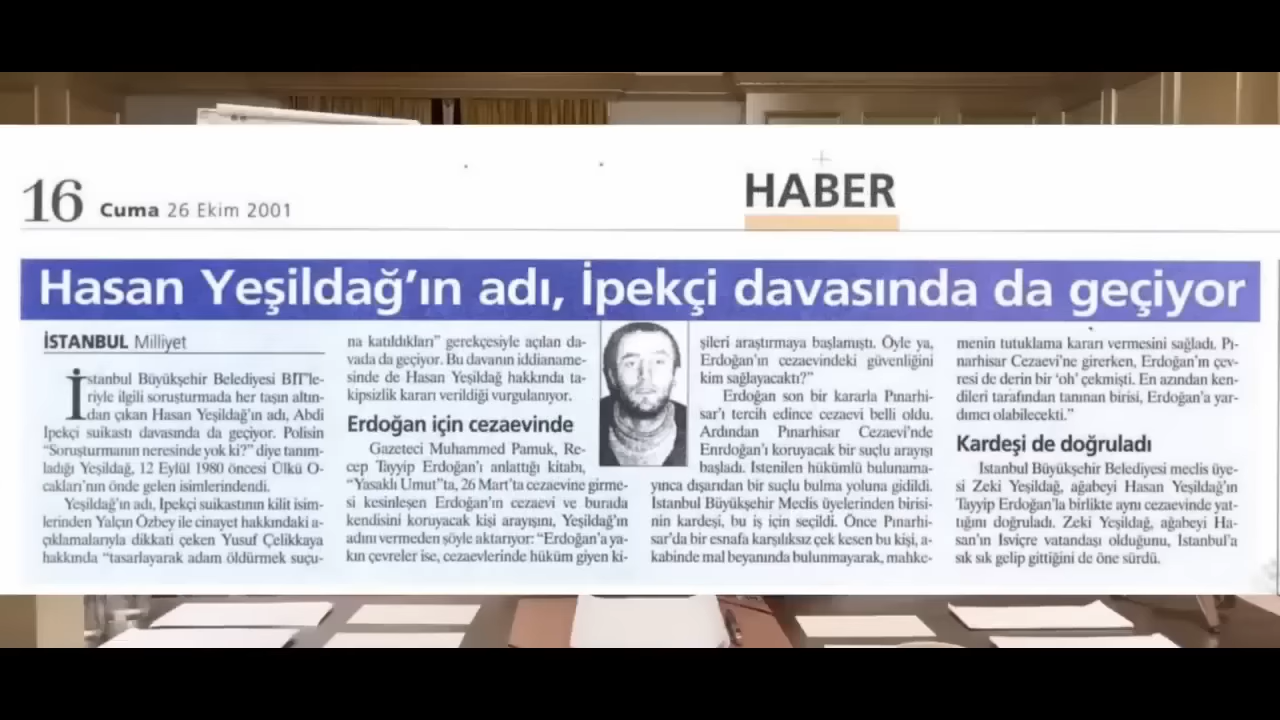 16 Cuma 26 Ekim 2001
HABER
Hasan Yeşildağ'ın adı, İpekçi davasında da geçiyor
İSTANBUL Milliyet
İstanbul Büyükşehir Belediyesi BİT'le-
riyle ilgili soruşturmada her taşın altın-
dan çıkan Hasan Yeşildağ'ın adı, Abdi
İpekçi suikastı davasında da geçiyor. Polisin
"Soruşturmanın neresinde yok ki?" diye tanım-
ladığı Yeşildağ, 12 Eylül 1980 öncesi Ülkü O-
cakları'nın önde gelen isimlerindendi.
Yeşildağ'ın adı, İpekçi suikastının kilit isim-
lerinden Yalçın Özbey ile cinayet hakkındaki a-
çıklamalarıyla dikkati çeken Yusuf Çelikkaya
hakkında "tasarlayarak adam öldürmek suçu-
na katıldıkları" gerekçesiyle açılan da-
vada da geçiyor. Bu davanın iddianame-
sinde de Hasan Yeşildağ hakkında ta-
kipsizlik kararı verildiği vurgulanıyor.
Erdoğan için cezaevinde
Gazeteci Muhammed Pamuk, Re-
cep Tayyip Erdoğan'ı anlattığı kitabı,
"Yasaklı Umut"ta, 26 Mart'ta cezaevine girme-
si kesinleşen Erdoğan'ın cezaevi ve burada
kendisini koruyacak kişi arayışını, Yeşildağ'ın
adını vermeden şöyle aktarıyor: "Erdoğan'a ya-
kın çevreler ise, cezaevlerinde hüküm giyen ki-
şileri araştırmaya başlamıştı. Öyle ya,
Erdoğan'ın cezaevindeki güvenliğini
kim sağlayacaktı?"
Erdoğan son bir kararla Pınarhi-
sar'ı tercih edince cezaevi belli oldu.
Ardından Pınarhisar Cezaevi'nde
Enrdoğan'ı koruyacak bir suçlu arayışı
başladı. İstenilen hükümlü bulunama-
yınca dışarıdan bir suçlu bulma yoluna gidildi.
İstanbul Büyükşehir Meclis üyelerinden birisi-
nin kardeşi, bu iş için seçildi. Önce Pınarhi-
sar'da bir esnafa karşılıksız çek kesen bu kişi, a-
kabinde mal beyanında bulunmayarak, mahke-
menin tutuklama kararı vermesini sağladı. Pı-
narhisar Cezaevi'ne girerken, Erdoğan'ın çev-
resi de derin bir 'oh' çekmişti. En azından ken-
dileri tarafından tanınan birisi, Erdoğan'a yar-
dımcı olabilecekti."
Kardeşi de doğruladı
İstanbul Büyükşehir Belediyesi meclis üye-
si Zeki Yeşildağ, ağabeyi Hasan Yeşildağ'ın
Tayyip Erdoğan'la birlikte aynı cezaevinde yat-
tığını doğruladı. Zeki Yeşildağ, ağabeyi Ha-
san'ın İsviçre vatandaşı olduğunu, İstanbul'a
sık sık gelip gittiğini de öne sürdü.